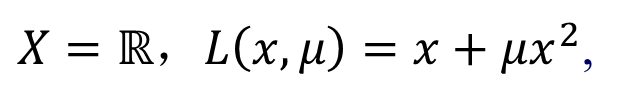 X = ℝ, L(x, μ) = x + μx²,